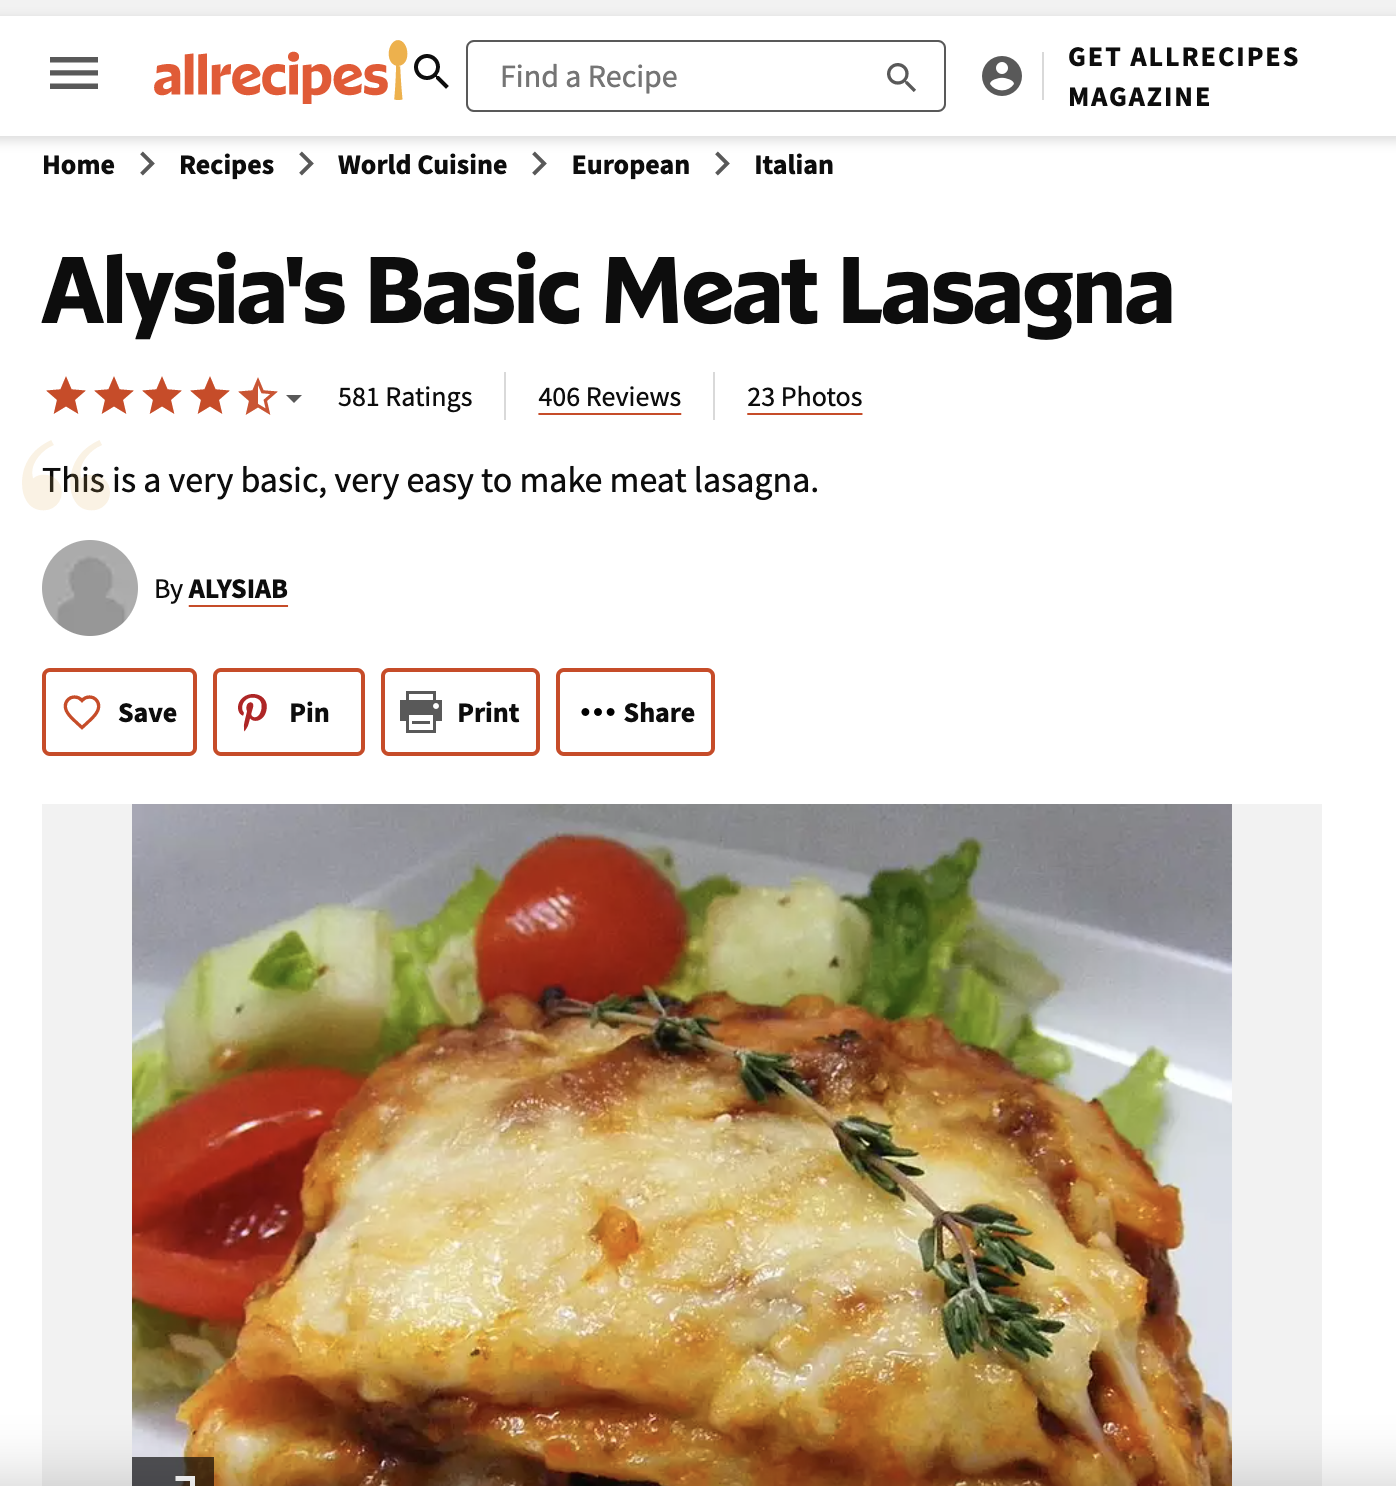 allrecipes
Find a Recipe
GET ALLRECIPES
MAGAZINE
Home > Recipes > World Cuisine > European > Italian
Alysia's Basic Meat Lasagna
581 Ratings
406 Reviews
23 Photos
This is a very basic, very easy to make meat lasagna.
By ALYSIAB
Save
Pin
Print
••• Share